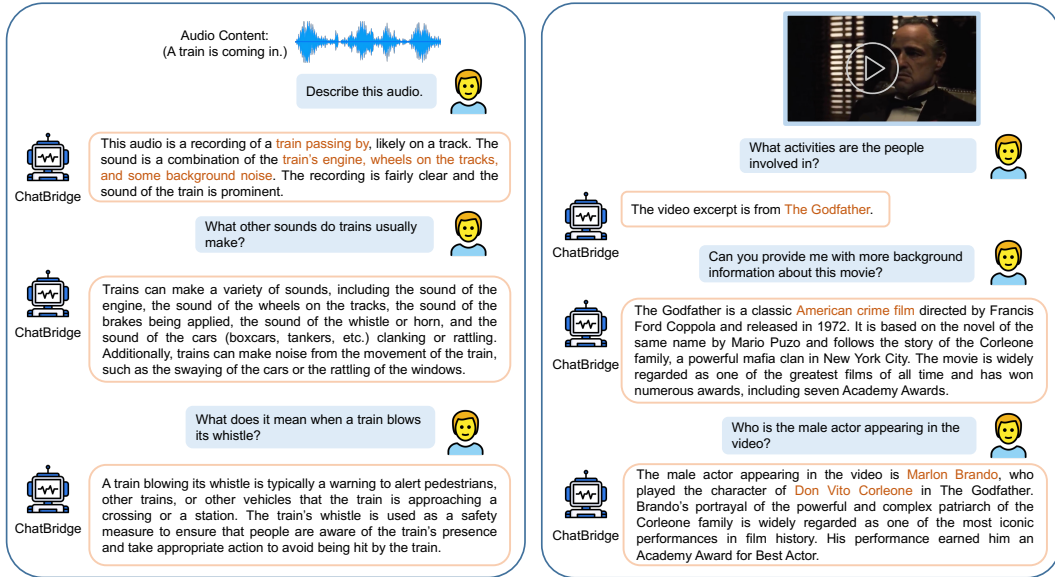 Audio Content:
(A train is coming in.)
Describe this audio.
This audio is a recording of a train passing by, likely on a track. The
sound is a combination of the train's engine, wheels on the tracks,
and some background noise. The recording is fairly clear and the
sound of the train is prominent.
ChatBridge
What other sounds do trains usually
make?
Trains can make a variety of sounds, including the sound of the
engine, the sound of the wheels on the tracks, the sound of the
brakes being applied, the sound of the whistle or horn, and the
sound of the cars (boxcars, tankers, etc.) clanking or rattling.
Additionally, trains can make noise from the movement of the train,
such as the swaying of the cars or the rattling of the windows.
ChatBridge
What does it mean when a train blows
its whistle?
A train blowing its whistle is typically a warning to alert pedestrians,
other trains, or other vehicles that the train is approaching a
crossing or a station. The train's whistle is used as a safety
measure to ensure that people are aware of the train's presence
and take appropriate action to avoid being hit by the train.
ChatBridge
What activities are the people
involved in?
The video excerpt is from The Godfather.
ChatBridge
Can you provide me with more background
information about this movie?
The Godfather is a classic American crime film directed by Francis
Ford Coppola and released in 1972. It is based on the novel of the
same name by Mario Puzo and follows the story of the Corleone
family, a powerful mafia clan in New York City. The movie is widely
regarded as one of the greatest films of all time and has won
numerous awards, including seven Academy Awards.
ChatBridge
Who is the male actor appearing in the
video?
The male actor appearing in the video is Marlon Brando, who
played the character of Don Vito Corleone in The Godfather.
Brando's portrayal of the powerful and complex patriarch of the
Corleone family is widely regarded as one of the most iconic
performances in film history. His performance earned him an
Academy Award for Best Actor.
ChatBridge